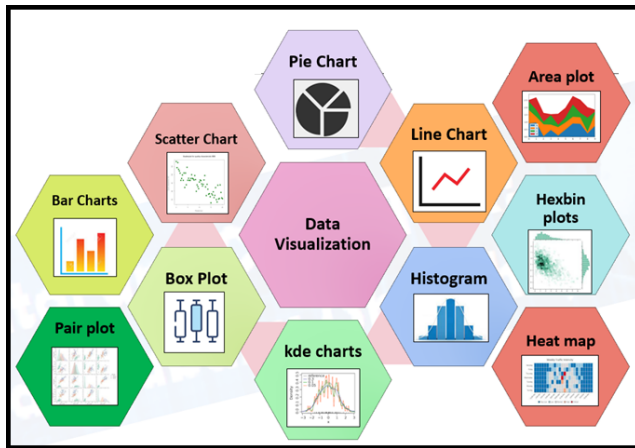 Pie Chart
Area plot
Scatter Chart
Line Chart
Bar Charts
Data
Visualization
Hexbin
plots
Box Plot
Histogram
Pair plot
kde charts
Heat map